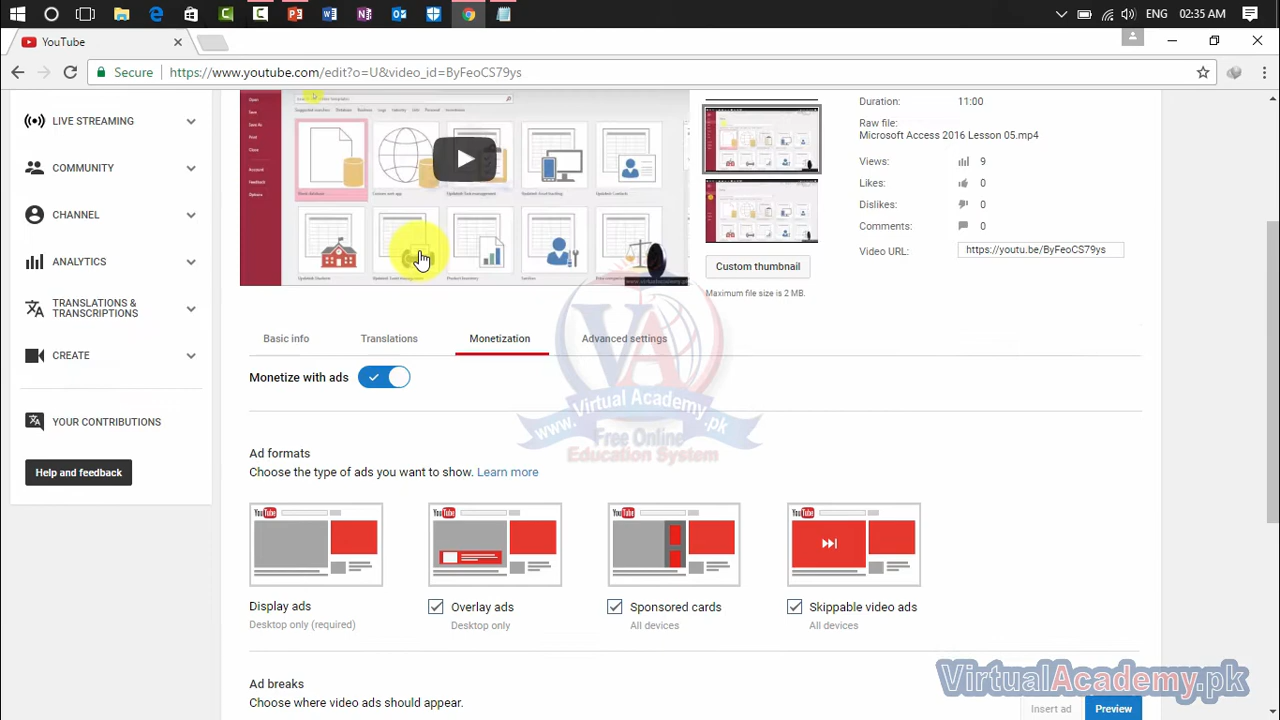 ENG 02:35 AM
YouTube
Secure https://www.youtube.com/edit?o=U&video_id=ByFeoCS79ys
LIVE STREAMING
COMMUNITY
CHANNEL
ANALYTICS
TRANSLATIONS &
TRANSCRIPTIONS
CREATE
YOUR CONTRIBUTIONS
Help and feedback
Duration: 11:00
Raw file:
Microsoft Access 2016 Lesson 05.mp4
Views: 9
Likes: 0
Dislikes: 0
Comments: 0
Video URL: https://youtu.be/ByFeoCS79ys
Custom thumbnail
Maximum file size is 2 MB.
Basic info Translations Monetization Advanced settings
Monetize with ads
VA
www. Virtual Academy.pk
Free Online
Education System
Ad formats
Choose the type of ads you want to show. Learn more
YouTube YouTube YouTube YouTube
Display ads Overlay ads Sponsored cards Skippable video ads
Desktop only (required) Desktop only All devices All devices
Ad breaks
Choose where video ads should appear.
Insert ad Preview
VirtualAcademy.pk